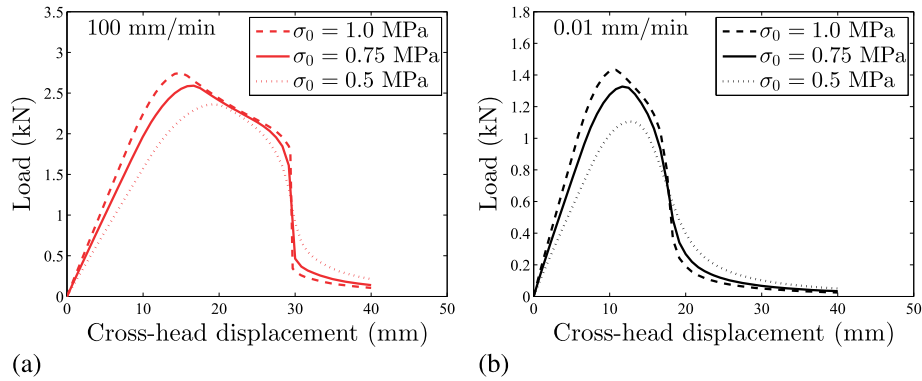 100 mm/min
σ0 = 1.0 MPa
σ0 = 0.75 MPa
σ0 = 0.5 MPa
3.5
3
2.5
2
1.5
1
0.5
0
Load (kN)
0 10 20 30 40 50
Cross-head displacement (mm)
(a)
0.01 mm/min
σ0 = 1.0 MPa
σ0 = 0.75 MPa
σ0 = 0.5 MPa
1.8
1.6
1.4
1.2
1
0.8
0.6
0.4
0.2
0
Load (kN)
0 10 20 30 40 50
Cross-head displacement (mm)
(b)